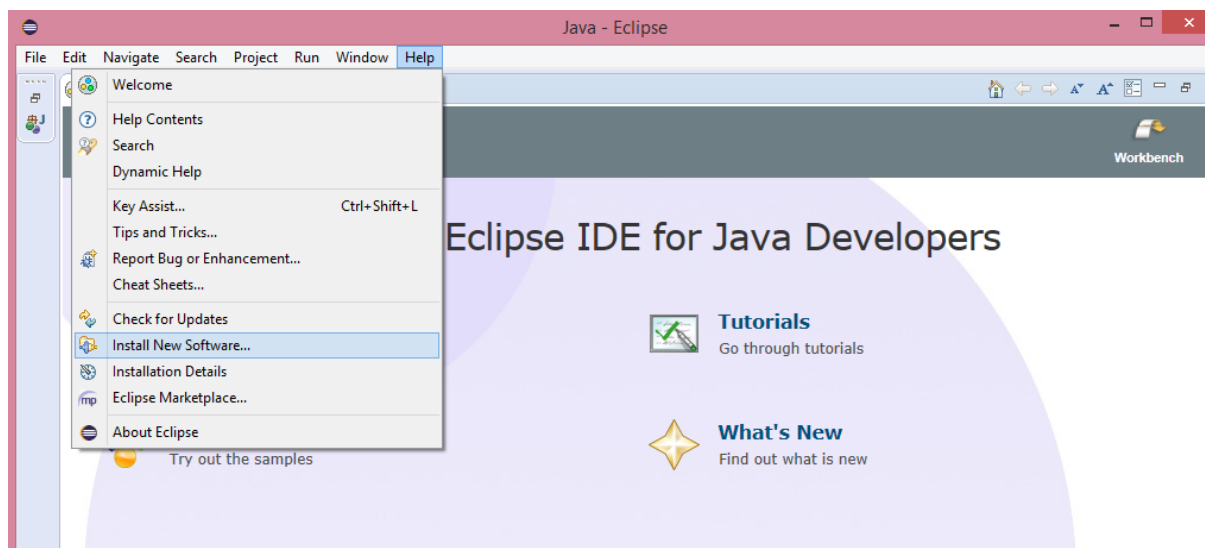 Java - Eclipse
File Edit Navigate Search Project Run Window Help
Welcome
Help Contents
Search
Dynamic Help
Key Assist... Ctrl+Shift+L
Tips and Tricks...
Report Bug or Enhancement...
Cheat Sheets...
Check for Updates
Install New Software...
Installation Details
mp Eclipse Marketplace...
About Eclipse
Workbench
Eclipse IDE for Java Developers
Tutorials
Go through tutorials
Try out the samples
What's New
Find out what is new